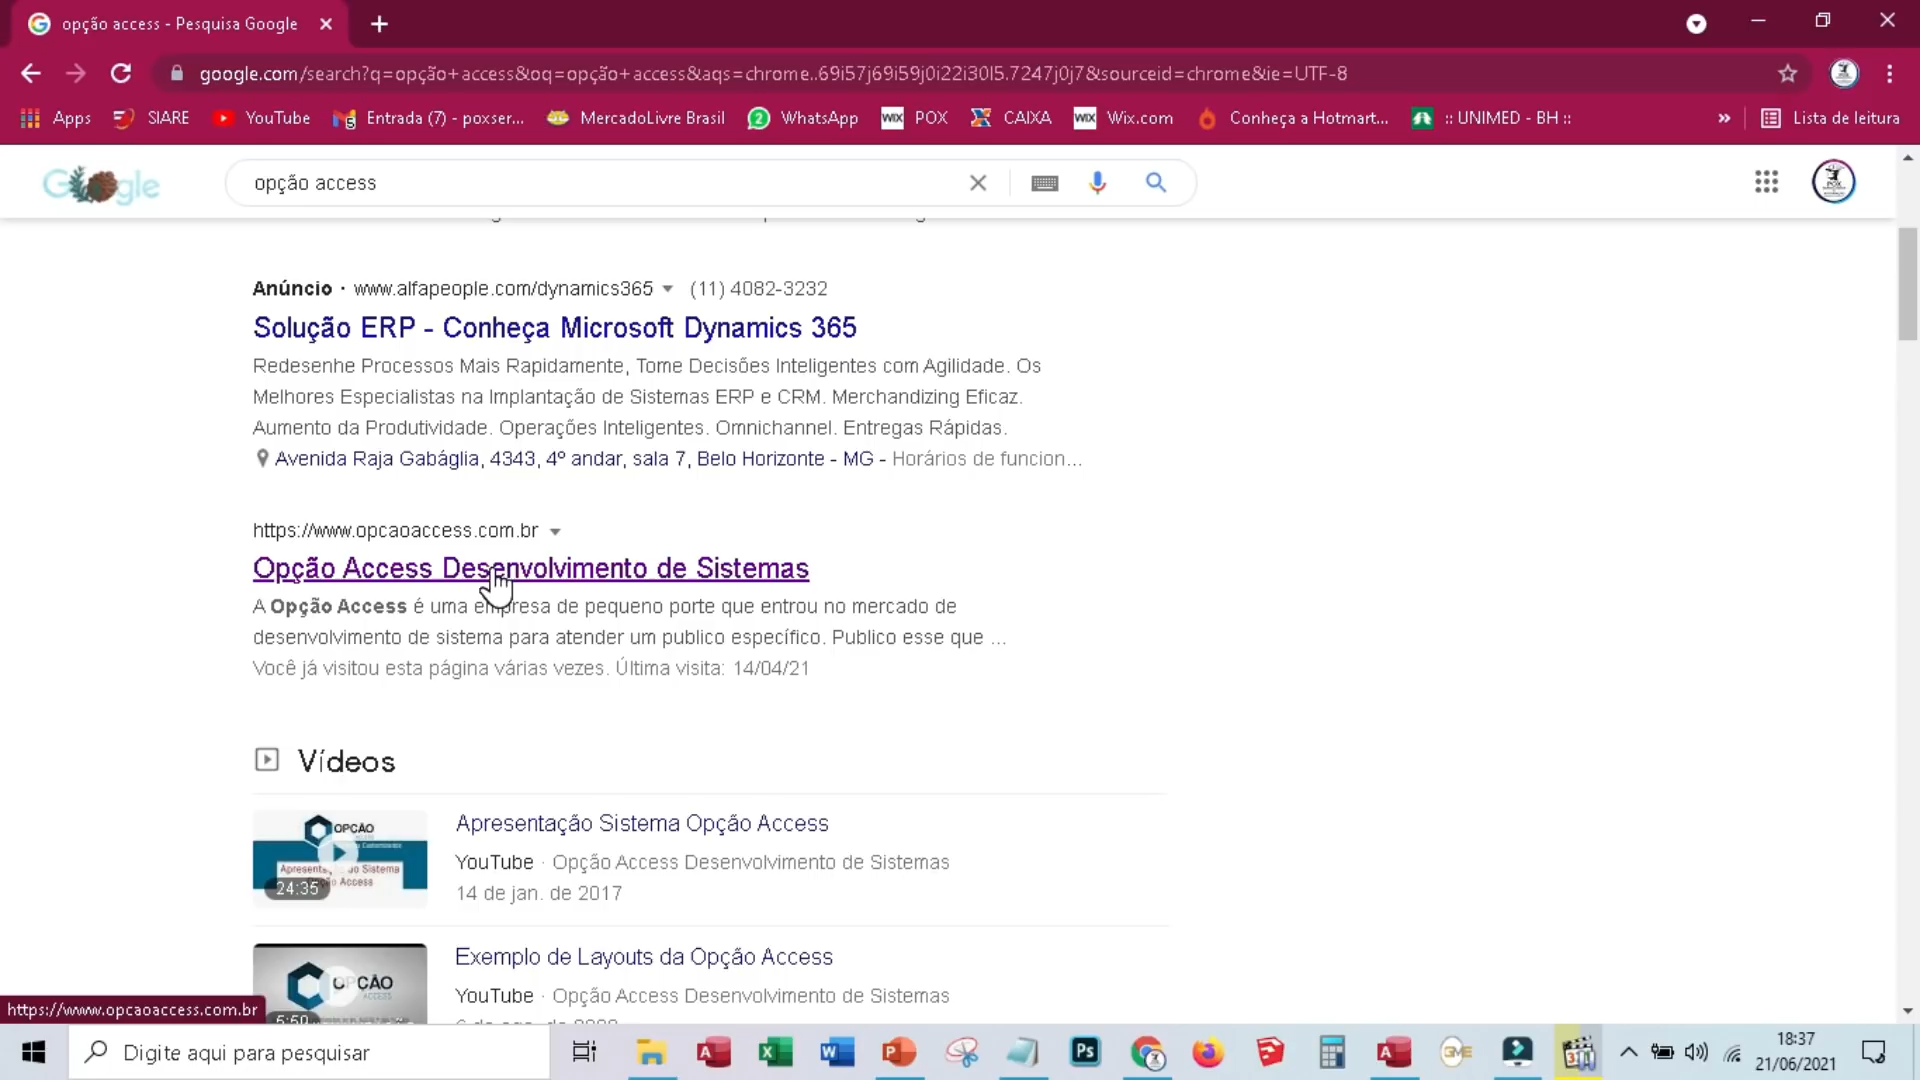 opção access - Pesquisa Google
google.com/search?q=opção+access&oq=opção+access&aqs=chrome..69i57j69i59j0i22i30l5.7247j0j7&sourceid=chrome&ie=UTF-8
Apps SIARE YouTube Entrada (7) - poxser... MercadoLivre Brasil WhatsApp WIX POX CAIXA WIX Wix.com Conheça a Hotmart... :: UNIMED - BH :: » Lista de leitura
Google opção access
Anúncio · www.alfapeople.com/dynamics365 (11) 4082-3232
Solução ERP - Conheça Microsoft Dynamics 365
Redesenhe Processos Mais Rapidamente, Tome Decisões Inteligentes com Agilidade. Os
Melhores Especialistas na Implantação de Sistemas ERP e CRM. Merchandizing Eficaz.
Aumento da Produtividade. Operações Inteligentes. Omnichannel. Entregas Rápidas.
Avenida Raja Gabáglia, 4343, 4º andar, sala 7, Belo Horizonte - MG - Horários de funcion...
https://www.opcaoaccess.com.br
Opção Access Desenvolvimento de Sistemas
A Opção Access é uma empresa de pequeno porte que entrou no mercado de
desenvolvimento de sistema para atender um publico específico. Publico esse que ...
Você já visitou esta página várias vezes. Última visita: 14/04/21
Vídeos
OPÇÃO
24:35
Apresentação Sistema Opção Access
YouTube · Opção Access Desenvolvimento de Sistemas
14 de jan. de 2017
OPÇÃO
ACCESS
Exemplo de Layouts da Opção Access
YouTube · Opção Access Desenvolvimento de Sistemas
https://www.opcaoaccess.com.br
Digite aqui para pesquisar
18:37
21/06/2021